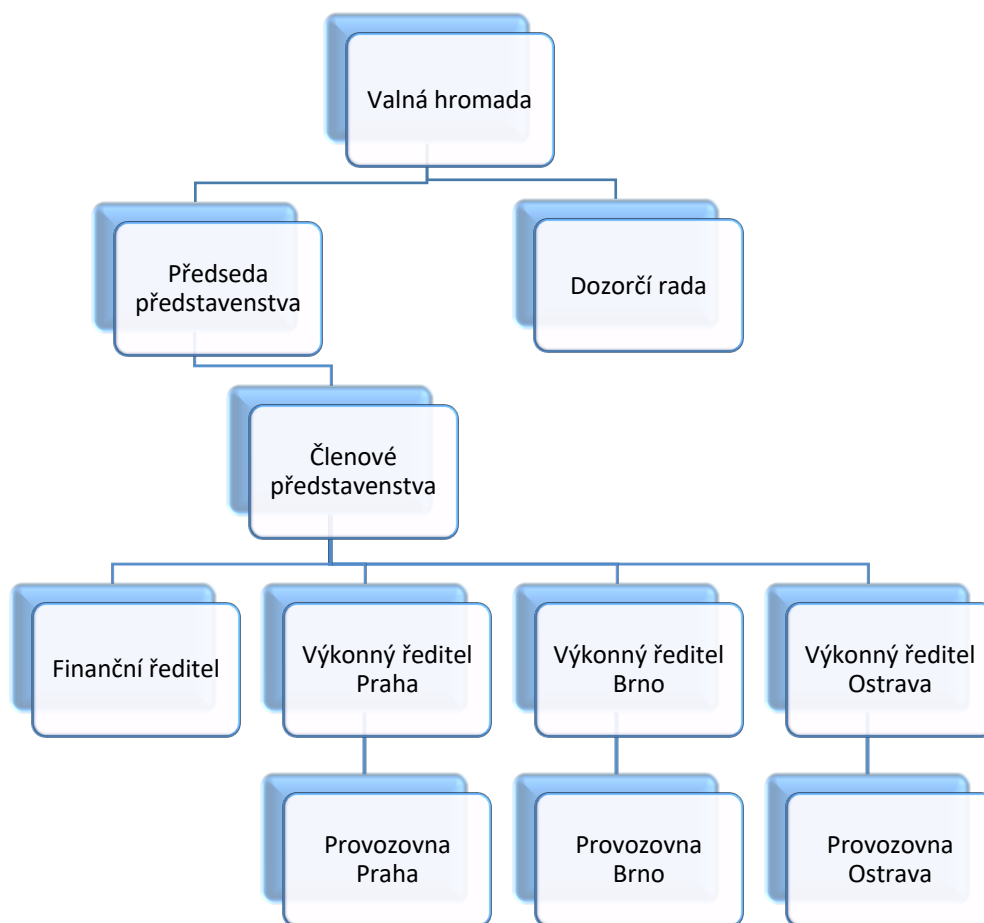 Valná hromada
Předseda
představenstva
Dozorčí rada
Členové
představenstva
Finanční ředitel
Výkonný ředitel
Praha
Výkonný ředitel
Brno
Výkonný ředitel
Ostrava
Provozovna
Praha
Provozovna
Brno
Provozovna
Ostrava